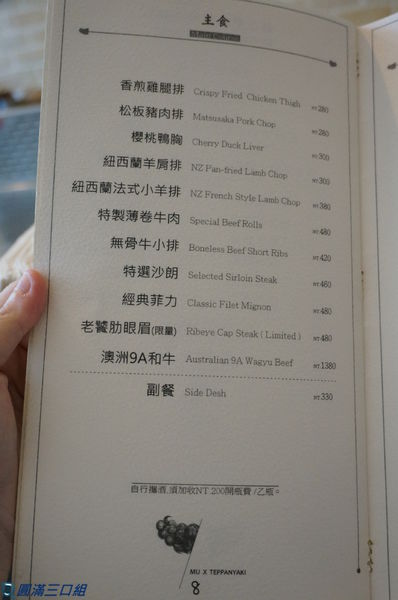 主食
Main Course
香煎雞腿排 Crispy Fried Chicken Thigh NT 280
松板豬肉排 Matsusaka Pork Chop NT 280
櫻桃鴨胸 Cherry Duck Liver NT 300
紐西蘭羊肩排 NZ Pan-fried Lamb Chop NT 300
紐西蘭法式小羊排 NZ French Style Lamb Chop NT 380
特製薄卷牛肉 Special Beef Rolls NT 480
無骨牛小排 Boneless Beef Short Ribs NT 420
特選沙朗 Selected Sirloin Steak NT 460
經典菲力 Classic Filet Mignon NT 480
老饕肋眼眉(限量) Ribeye Cap Steak ( Limited ) NT 480
澳洲9A和牛 Australian 9A Wagyu Beef NT 1380
副餐 Side Desh NT 330
自行攜酒,須加收NT.200開瓶費 /乙瓶。
MU X TEPPANYAKI
8
圓滿三口組